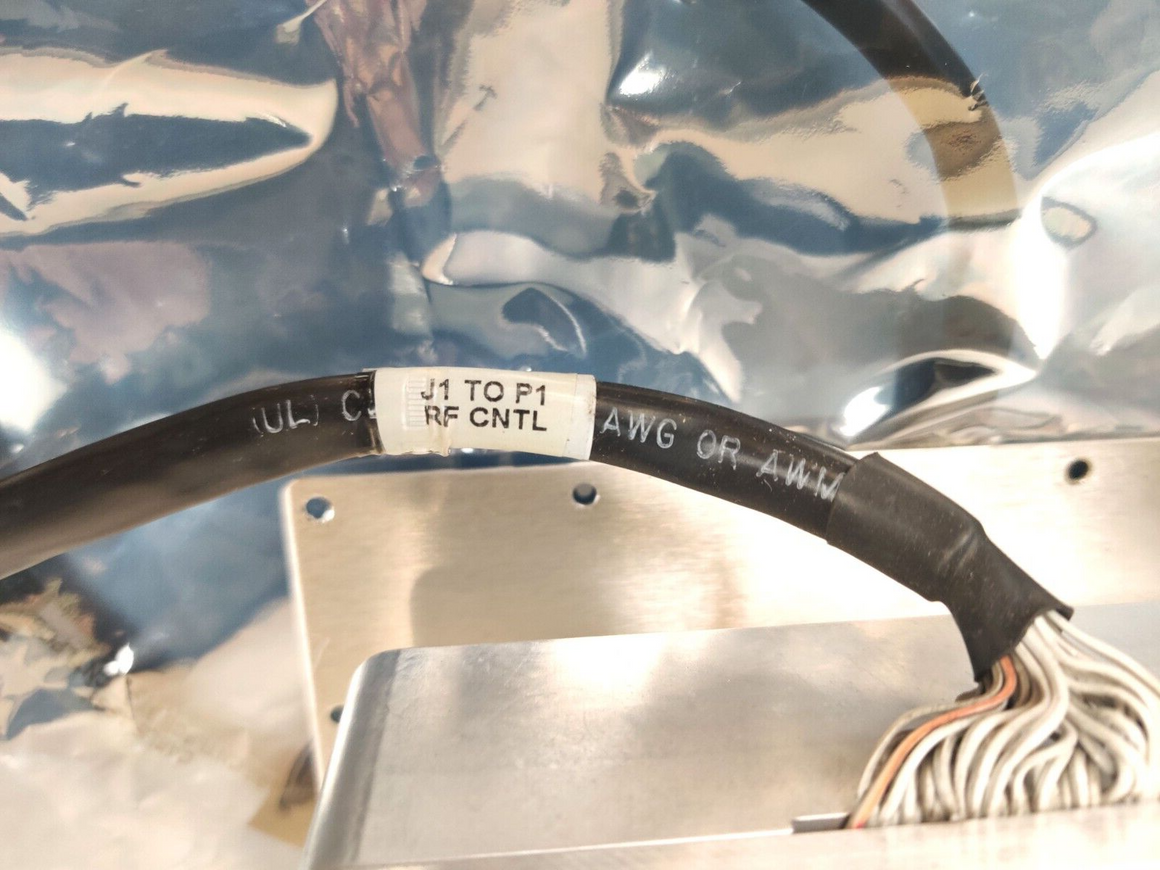 J1 TO P1
RF CNTL
(UL) C
AWG OR AWM